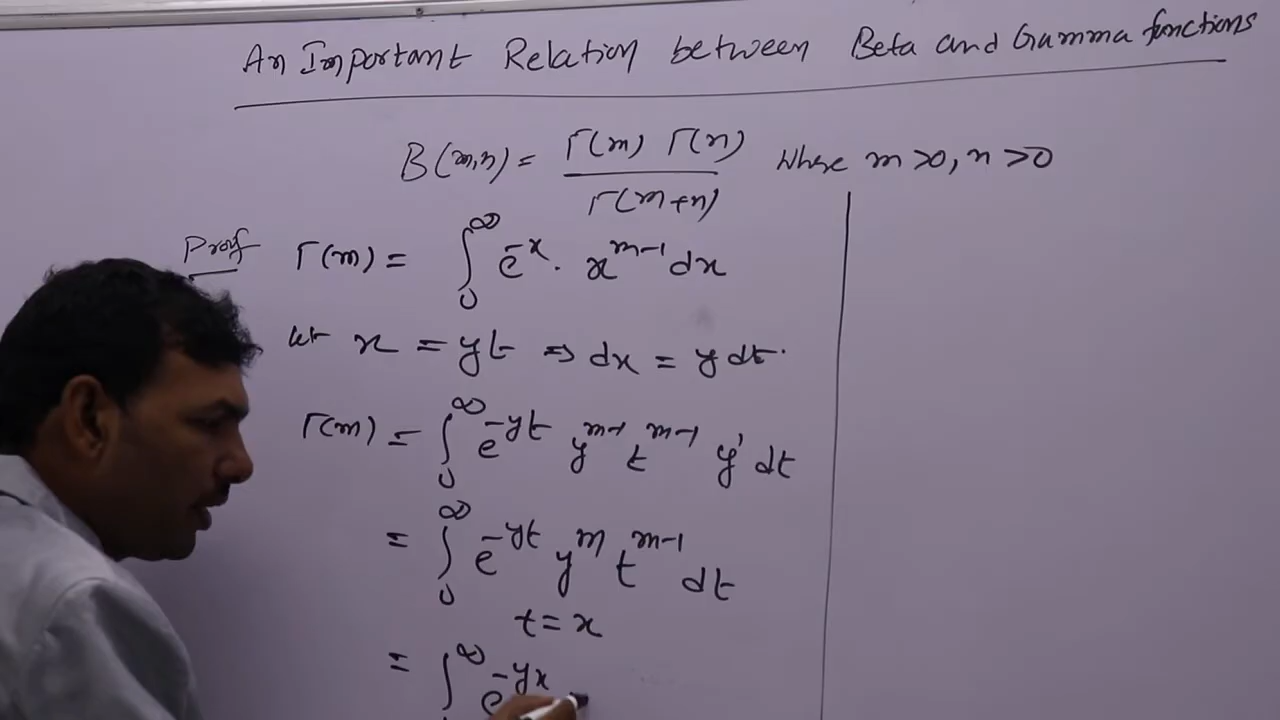 An Important Relation between Beta and Gamma functions
B(m,n) = Γ(m) Γ(n) / Γ(m+n) where m>0, n>0
Proof Γ(m) = ∫₀^∞ e^-x · x^m-1 dx
let x = yt ⇒ dx = y dt.
Γ(m) = ∫₀^∞ e^-yt y^m-1 t^m-1 y^1 dt
= ∫₀^∞ e^-yt y^m t^m-1 dt
t = x
= ∫^∞ e^-yx